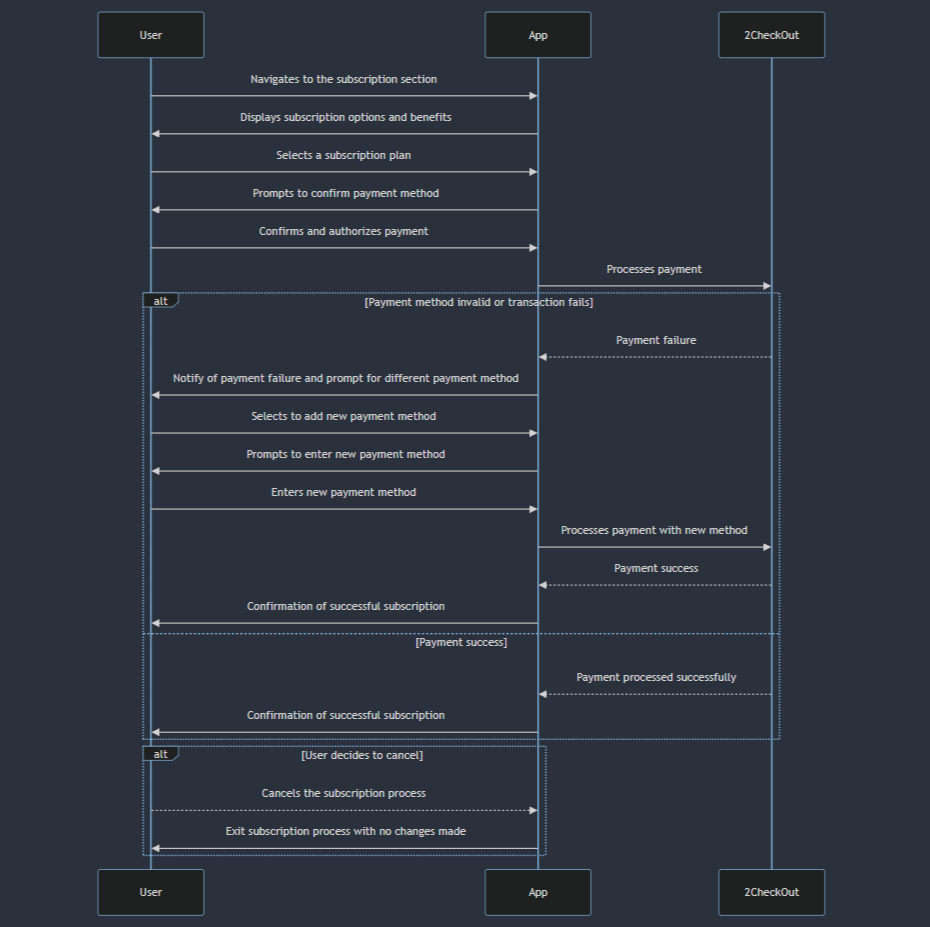 User
App
2CheckOut
Navigates to the subscription section
Displays subscription options and benefits
Selects a subscription plan
Prompts to confirm payment method
Confirms and authorizes payment
Processes payment
alt
[Payment method invalid or transaction fails]
Payment failure
Notify of payment failure and prompt for different payment method
Selects to add new payment method
Prompts to enter new payment method
Enters new payment method
Processes payment with new method
Payment success
Confirmation of successful subscription
[Payment success]
Payment processed successfully
Confirmation of successful subscription
alt
[User decides to cancel]
Cancels the subscription process
Exit subscription process with no changes made
User
App
2CheckOut